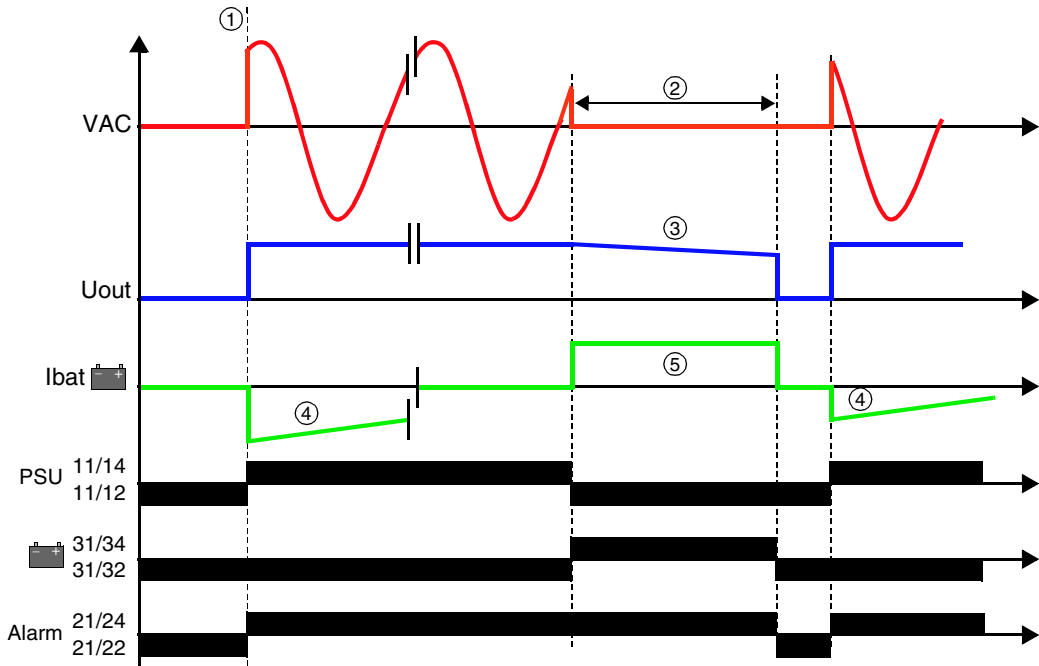 ①
VAC
②
③
Uout
Ibat − +
⑤
④
④
PSU 11/14
11/12
− + 31/34
31/32
Alarm 21/24
21/22